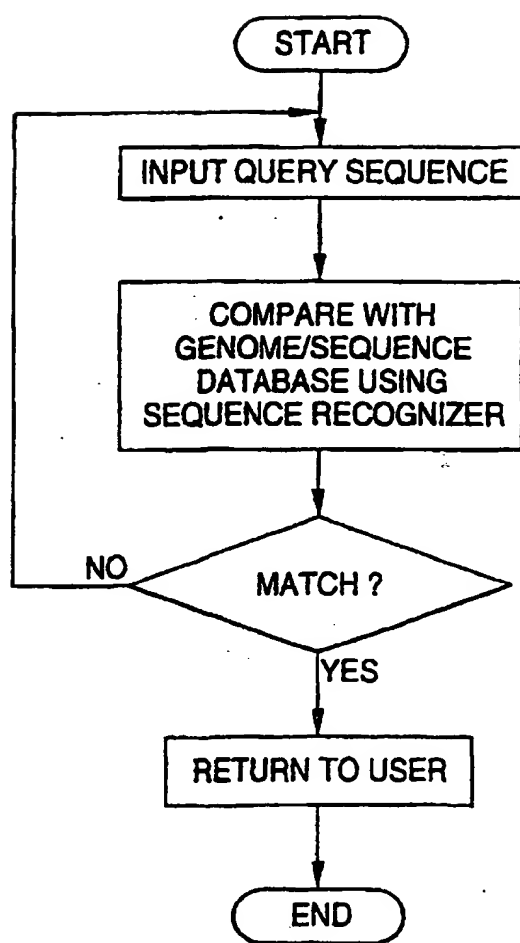 START
INPUT QUERY SEQUENCE
COMPARE WITH
GENOME/SEQUENCE
DATABASE USING
SEQUENCE RECOGNIZER
NO
MATCH ?
YES
RETURN TO USER
END